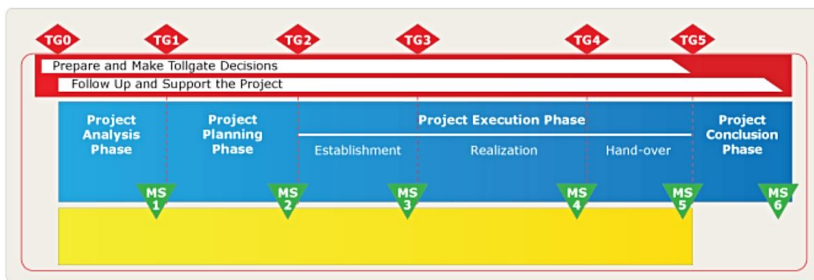 TG0 TG1 TG2 TG3 TG4 TG5
Prepare and Make Tollgate Decisions
Follow Up and Support the Project
Project
Analysis
Phase
Project
Planning
Phase
Project Execution Phase
Establishment
Realization
Hand-over
Project
Conclusion
Phase
MS
1
MS
2
MS
3
MS
4
MS
5
MS
6